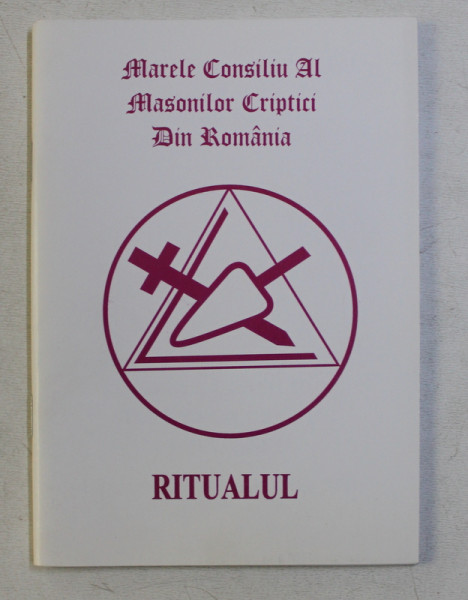 Marele Consiliu Al
Masonilor Criptici
Din România
RITUALUL